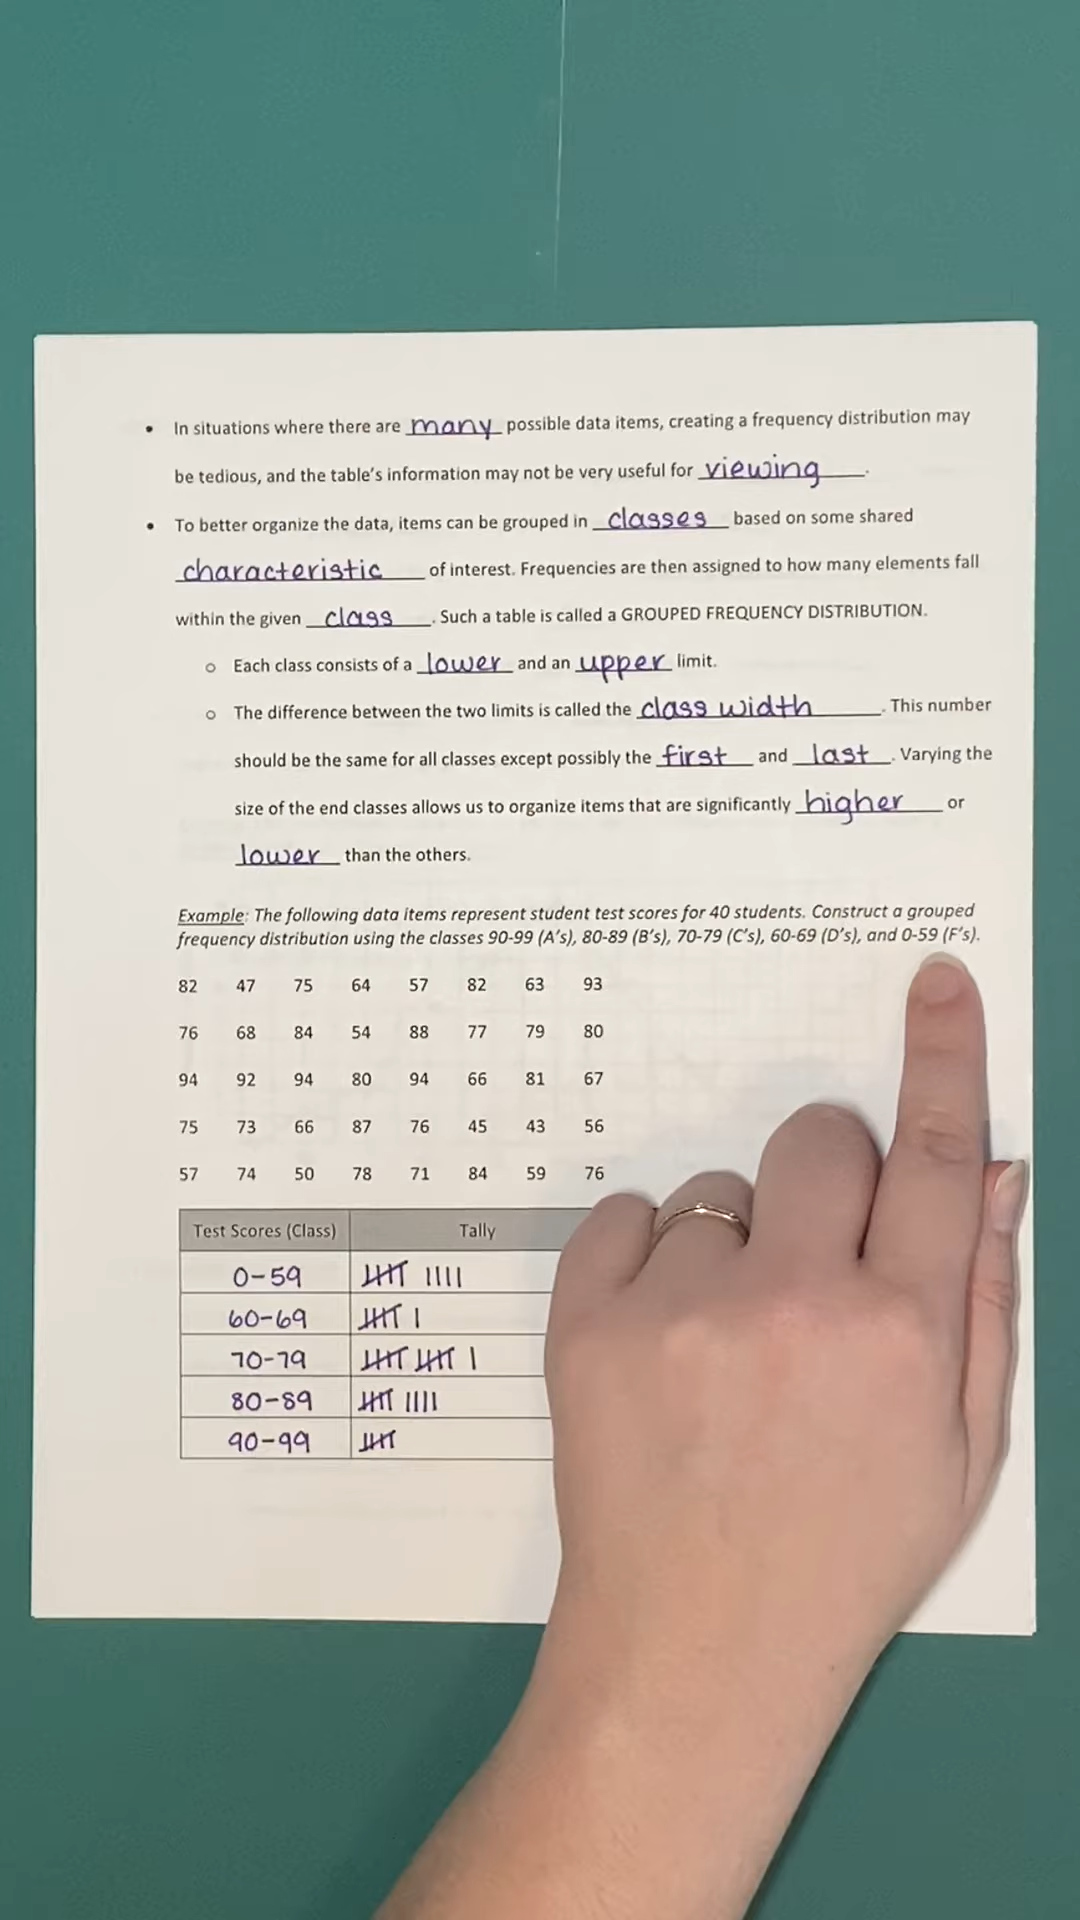 • In situations where there are many possible data items, creating a frequency distribution may
be tedious, and the table's information may not be very useful for viewing.
• To better organize the data, items can be grouped in classes based on some shared
characteristic of interest. Frequencies are then assigned to how many elements fall
within the given class. Such a table is called a GROUPED FREQUENCY DISTRIBUTION.
o Each class consists of a lower and an upper limit.
o The difference between the two limits is called the class width. This number
should be the same for all classes except possibly the first and last. Varying the
size of the end classes allows us to organize items that are significantly higher or
lower than the others.
Example: The following data items represent student test scores for 40 students. Construct a grouped
frequency distribution using the classes 90-99 (A's), 80-89 (B's), 70-79 (C's), 60-69 (D's), and 0-59 (F's).
82 47 75 64 57 82 63 93
76 68 84 54 88 77 79 80
94 92 94 80 94 66 81 67
75 73 66 87 76 45 43 56
57 74 50 78 71 84 59 76
Test Scores (Class) Tally
0-59 |||| ||||
60-69 |||| |
70-79 |||| |||| |
80-89 |||| ||||
90-99 ||||